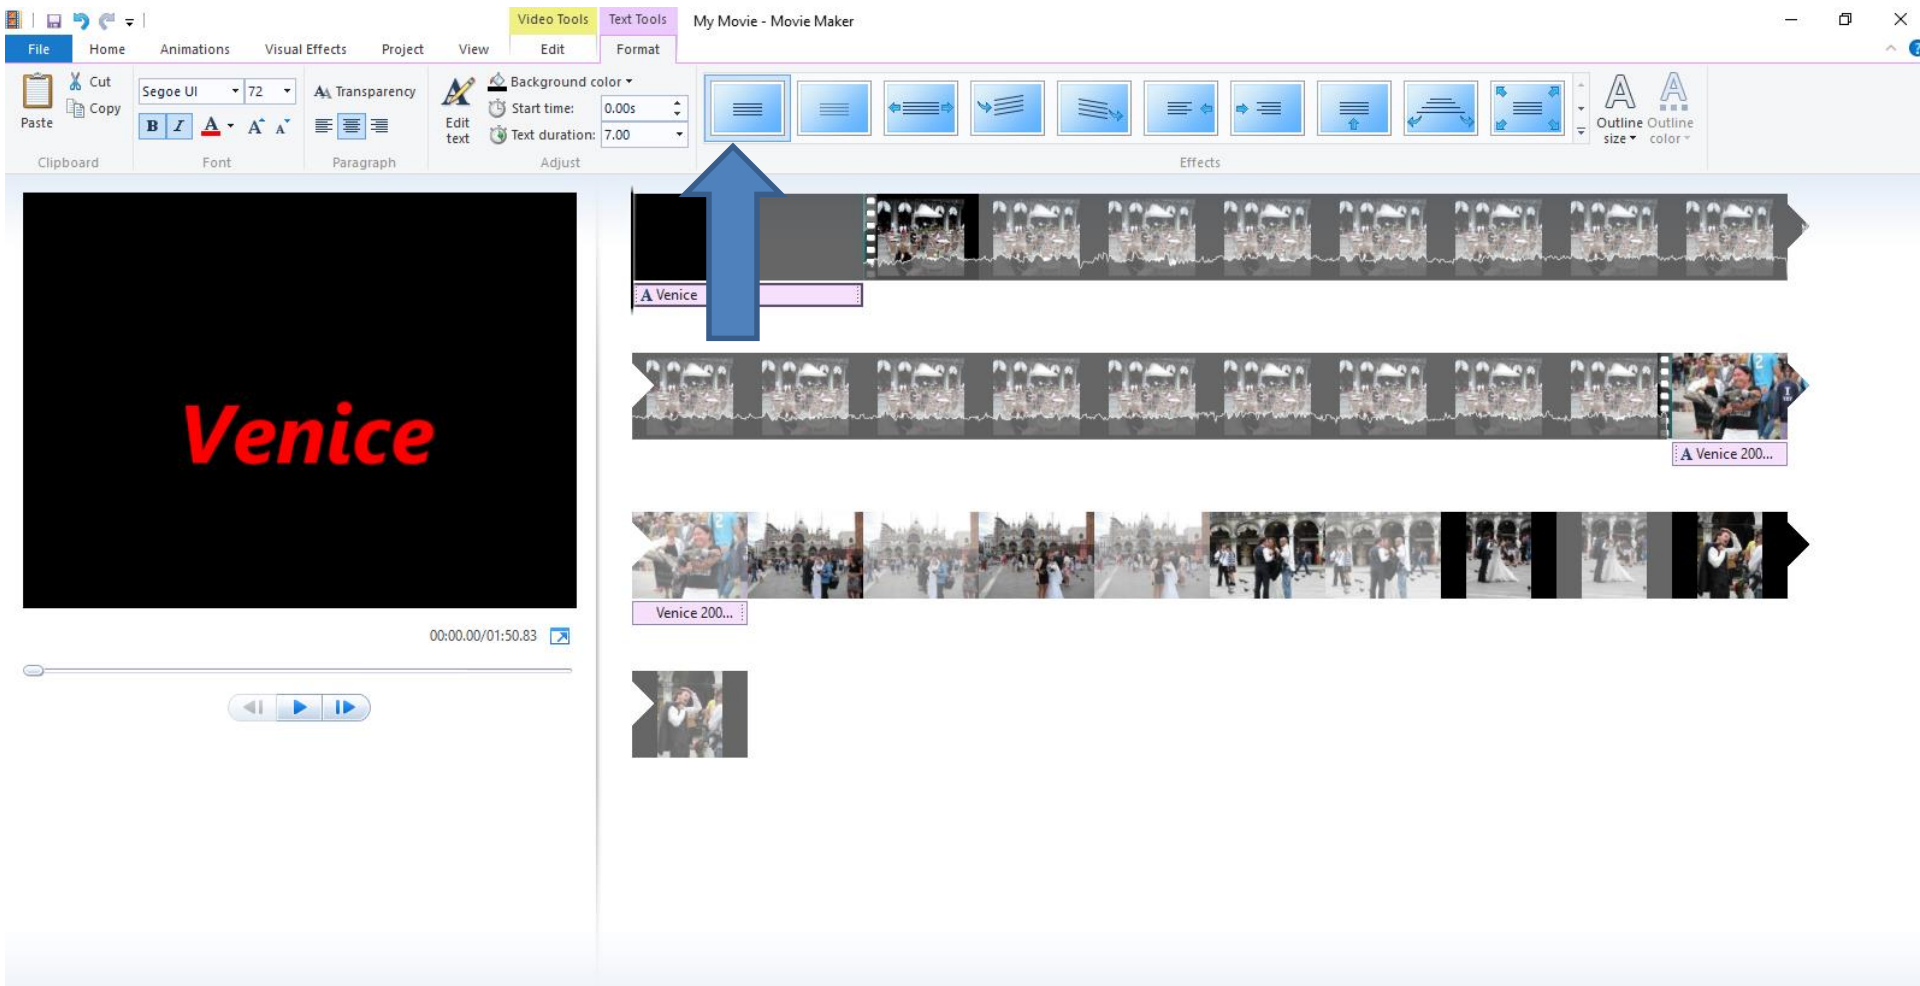 Video Tools Text Tools My Movie - Movie Maker
File Home Animations Visual Effects Project View Edit Format
Paste
Cut
Copy
Clipboard
Segoe UI 72
B I A A A
Font
AA Transparency
Paragraph
Edit text
Background color
Start time: 0.00s
Text duration: 7.00
Adjust
Effects
Outline size
Outline color
Venice
00:00.00/01:50.83
A Venice
A Venice 200...
Venice 200...